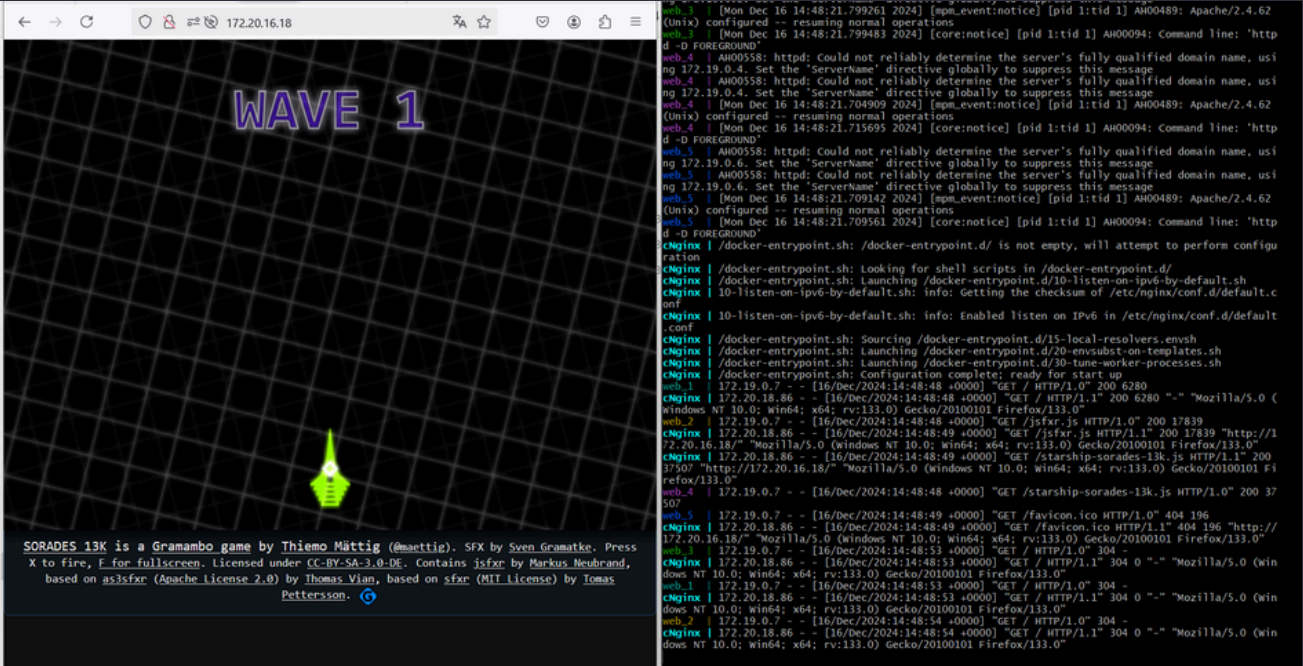 172.20.16.18
WAVE 1
SORADES 13K is a Gramambo game by Thiemo Mättig (@maettig). SFX by Sven Gramatke. Press
X to fire, F for fullscreen. Licensed under CC-BY-SA-3.0-DE. Contains jsfxr by Markus Neubrand,
based on as3sfxr (Apache License 2.0) by Thomas Vian, based on sfxr (MIT License) by Tomas
Pettersson.
web_3 | [Mon Dec 16 14:48:21.799261 2024] [mpm_event:notice] [pid 1:tid 1] AH00489: Apache/2.4.62
(Unix) configured -- resuming normal operations
web_3 | [Mon Dec 16 14:48:21.799483 2024] [core:notice] [pid 1:tid 1] AH00094: Command line: 'http
d -D FOREGROUND'
web_4 | AH00558: httpd: Could not reliably determine the server's fully qualified domain name, usi
ng 172.19.0.4. Set the 'ServerName' directive globally to suppress this message
web_4 | AH00558: httpd: Could not reliably determine the server's fully qualified domain name, usi
ng 172.19.0.4. Set the 'ServerName' directive globally to suppress this message
web_4 | [Mon Dec 16 14:48:21.704909 2024] [mpm_event:notice] [pid 1:tid 1] AH00489: Apache/2.4.62
(Unix) configured -- resuming normal operations
web_4 | [Mon Dec 16 14:48:21.715695 2024] [core:notice] [pid 1:tid 1] AH00094: Command line: 'http
d -D FOREGROUND'
web_5 | AH00558: httpd: Could not reliably determine the server's fully qualified domain name, usi
ng 172.19.0.6. Set the 'ServerName' directive globally to suppress this message
web_5 | AH00558: httpd: Could not reliably determine the server's fully qualified domain name, usi
ng 172.19.0.6. Set the 'ServerName' directive globally to suppress this message
web_5 | [Mon Dec 16 14:48:21.709142 2024] [mpm_event:notice] [pid 1:tid 1] AH00489: Apache/2.4.62
(Unix) configured -- resuming normal operations
web_5 | [Mon Dec 16 14:48:21.709561 2024] [core:notice] [pid 1:tid 1] AH00094: Command line: 'http
d -D FOREGROUND'
cNginx | /docker-entrypoint.sh: /docker-entrypoint.d/ is not empty, will attempt to perform configu
ration
cNginx | /docker-entrypoint.sh: Looking for shell scripts in /docker-entrypoint.d/
cNginx | /docker-entrypoint.sh: Launching /docker-entrypoint.d/10-listen-on-ipv6-by-default.sh
cNginx | 10-listen-on-ipv6-by-default.sh: info: Getting the checksum of /etc/nginx/conf.d/default.c
onf
cNginx | 10-listen-on-ipv6-by-default.sh: info: Enabled listen on IPv6 in /etc/nginx/conf.d/default
.conf
cNginx | /docker-entrypoint.sh: Sourcing /docker-entrypoint.d/15-local-resolvers.envsh
cNginx | /docker-entrypoint.sh: Launching /docker-entrypoint.d/20-envsubst-on-templates.sh
cNginx | /docker-entrypoint.sh: Launching /docker-entrypoint.d/30-tune-worker-processes.sh
cNginx | /docker-entrypoint.sh: Configuration complete; ready for start up
web_1 | 172.19.0.7 - - [16/Dec/2024:14:48:48 +0000] "GET / HTTP/1.0" 200 6280
cNginx | 172.20.18.86 - - [16/Dec/2024:14:48:48 +0000] "GET / HTTP/1.1" 200 6280 "-" "Mozilla/5.0 (
Windows NT 10.0; Win64; x64; rv:133.0) Gecko/20100101 Firefox/133.0"
web_2 | 172.19.0.7 - - [16/Dec/2024:14:48:49 +0000] "GET /jsfxr.js HTTP/1.0" 200 17839
cNginx | 172.20.18.86 - - [16/Dec/2024:14:48:49 +0000] "GET /jsfxr.js HTTP/1.1" 200 17839 "http://1
72.20.16.18/" "Mozilla/5.0 (Windows NT 10.0; Win64; x64; rv:133.0) Gecko/20100101 Firefox/133.0"
cNginx | 172.20.18.86 - - [16/Dec/2024:14:48:49 +0000] "GET /starship-sorades-13k.js HTTP/1.1" 200
37507 "http://172.20.16.18/" "Mozilla/5.0 (Windows NT 10.0; Win64; x64; rv:133.0) Gecko/20100101 Fi
refox/133.0"
web_4 | 172.19.0.7 - - [16/Dec/2024:14:48:48 +0000] "GET /starship-sorades-13k.js HTTP/1.0" 200 37
507
web_5 | 172.19.0.7 - - [16/Dec/2024:14:48:49 +0000] "GET /favicon.ico HTTP/1.0" 404 196
cNginx | 172.20.18.86 - - [16/Dec/2024:14:48:49 +0000] "GET /favicon.ico HTTP/1.1" 404 196 "http://
172.20.16.18/" "Mozilla/5.0 (Windows NT 10.0; Win64; x64; rv:133.0) Gecko/20100101 Firefox/133.0"
web_3 | 172.19.0.7 - - [16/Dec/2024:14:48:53 +0000] "GET / HTTP/1.0" 304 -
cNginx | 172.20.18.86 - - [16/Dec/2024:14:48:53 +0000] "GET / HTTP/1.1" 304 0 "-" "Mozilla/5.0 (Win
dows NT 10.0; Win64; x64; rv:133.0) Gecko/20100101 Firefox/133.0"
web_1 | 172.19.0.7 - - [16/Dec/2024:14:48:53 +0000] "GET / HTTP/1.0" 304 -
cNginx | 172.20.18.86 - - [16/Dec/2024:14:48:53 +0000] "GET / HTTP/1.1" 304 0 "-" "Mozilla/5.0 (Win
dows NT 10.0; Win64; x64; rv:133.0) Gecko/20100101 Firefox/133.0"
web_2 | 172.19.0.7 - - [16/Dec/2024:14:48:54 +0000] "GET / HTTP/1.0" 304 -
cNginx | 172.20.18.86 - - [16/Dec/2024:14:48:54 +0000] "GET / HTTP/1.1" 304 0 "-" "Mozilla/5.0 (Win
dows NT 10.0; Win64; x64; rv:133.0) Gecko/20100101 Firefox/133.0"